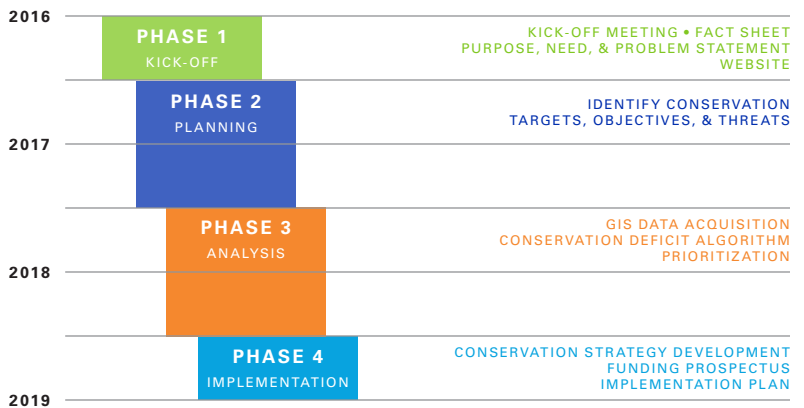 2016
PHASE 1
KICK-OFF
KICK-OFF MEETING • FACT SHEET
PURPOSE, NEED, & PROBLEM STATEMENT
WEBSITE
PHASE 2
PLANNING
IDENTIFY CONSERVATION
TARGETS, OBJECTIVES, & THREATS
2017
PHASE 3
ANALYSIS
GIS DATA ACQUISITION
CONSERVATION DEFICIT ALGORITHM
PRIORITIZATION
2018
PHASE 4
IMPLEMENTATION
CONSERVATION STRATEGY DEVELOPMENT
FUNDING PROSPECTUS
IMPLEMENTATION PLAN
2019